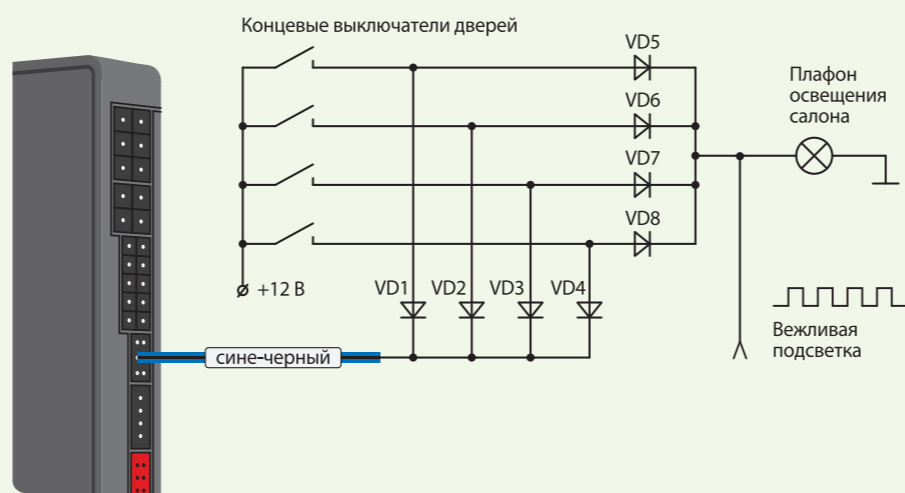 Концевые выключатели дверей
VD5
VD6
VD7
VD8
Плафон
освещения
салона
+12 В
VD1
VD2
VD3
VD4
сине-черный
Вежливая
подсветка